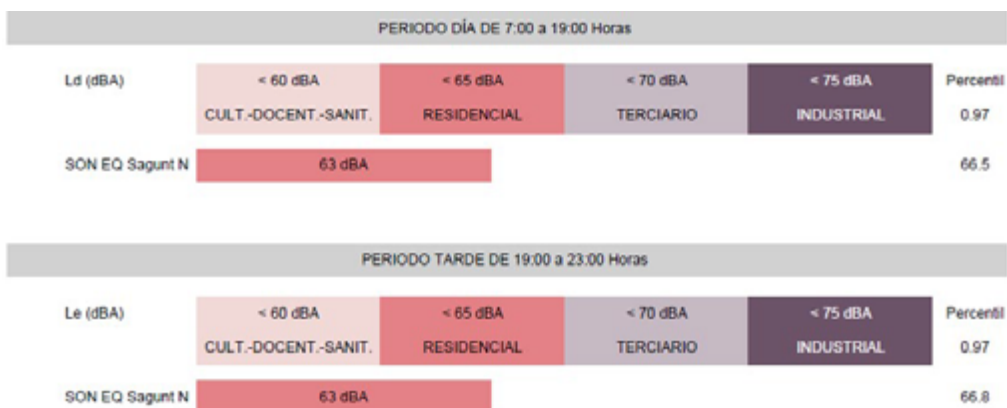 PERIODO DÍA DE 7:00 a 19:00 Horas
Ld (dBA) < 60 dBA < 65 dBA < 70 dBA < 75 dBA Percentil
CULT.-DOCENT.-SANIT. RESIDENCIAL TERCIARIO INDUSTRIAL 0.97
SON EQ Sagunt N 63 dBA 66.5
PERIODO TARDE DE 19:00 a 23:00 Horas
Le (dBA) < 60 dBA < 65 dBA < 70 dBA < 75 dBA Percentil
CULT.-DOCENT.-SANIT. RESIDENCIAL TERCIARIO INDUSTRIAL 0.97
SON EQ Sagunt N 63 dBA 66.8